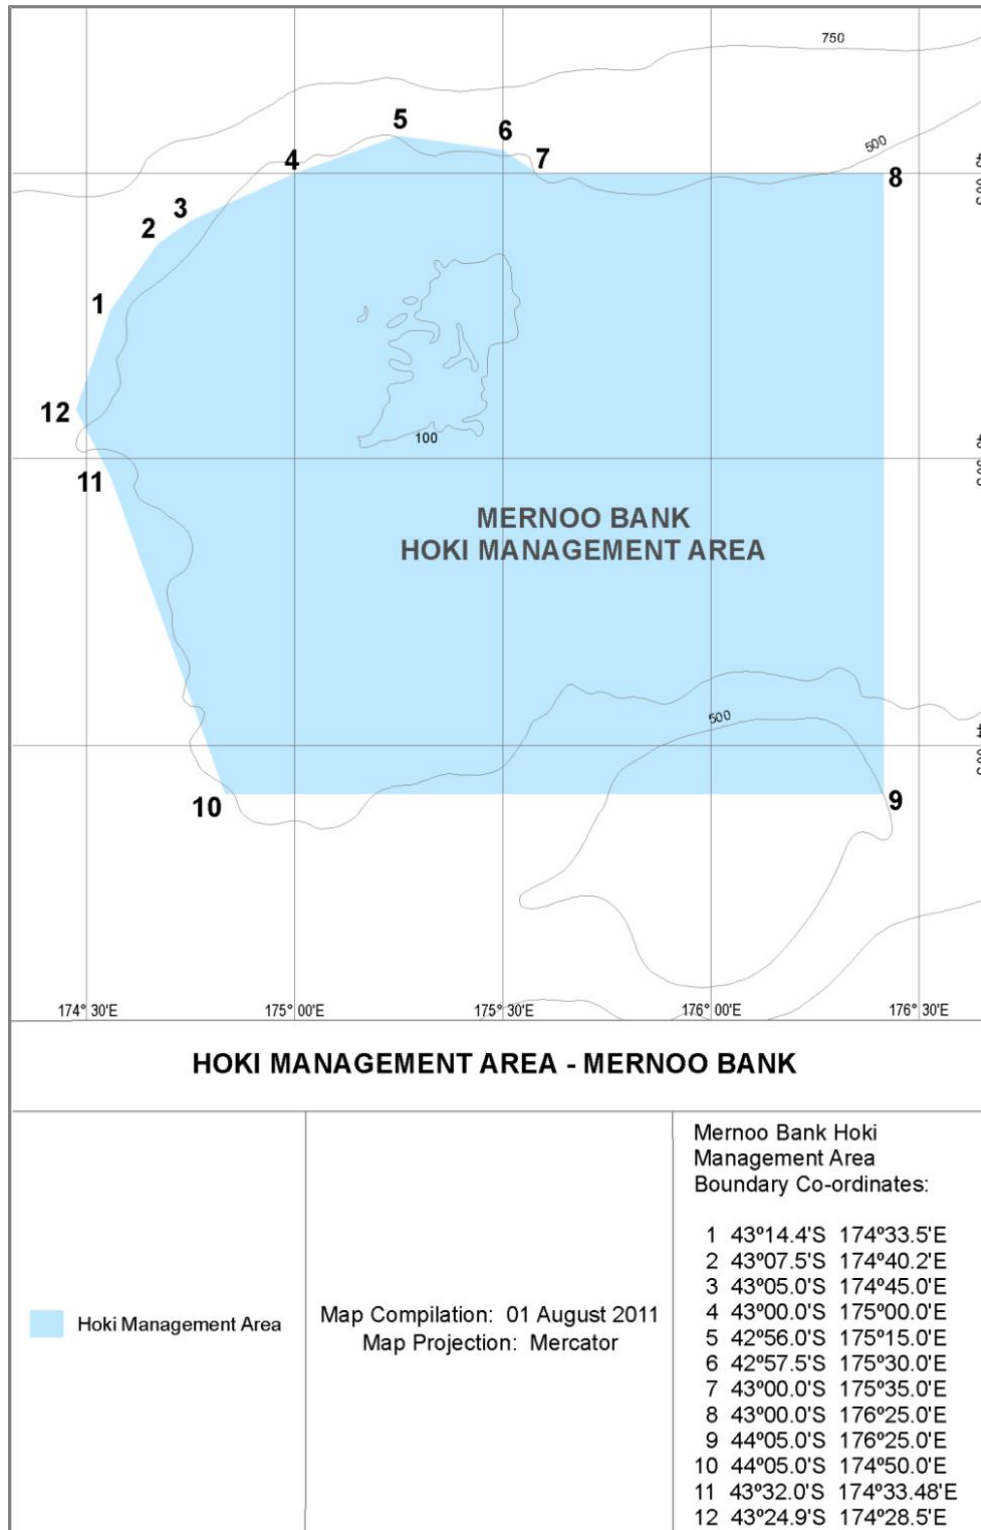 750
5
6
500
4
7
8
3
2
1
12
100
11
MERNOO BANK
HOKI MANAGEMENT AREA
500
10
9
174° 30'E
175° 00'E
175° 30'E
176° 00'E
176° 30'E
HOKI MANAGEMENT AREA - MERNOO BANK
Hoki Management Area
Map Compilation: 01 August 2011
Map Projection: Mercator
Mernoo Bank Hoki
Management Area
Boundary Co-ordinates:
1 43º14.4'S 174º33.5'E
2 43º07.5'S 174º40.2'E
3 43º05.0'S 174º45.0'E
4 43º00.0'S 175º00.0'E
5 42º56.0'S 175º15.0'E
6 42º57.5'S 175º30.0'E
7 43º00.0'S 175º35.0'E
8 43º00.0'S 176º25.0'E
9 44º05.0'S 176º25.0'E
10 44º05.0'S 174º50.0'E
11 43º32.0'S 174º33.48'E
12 43º24.9'S 174º28.5'E